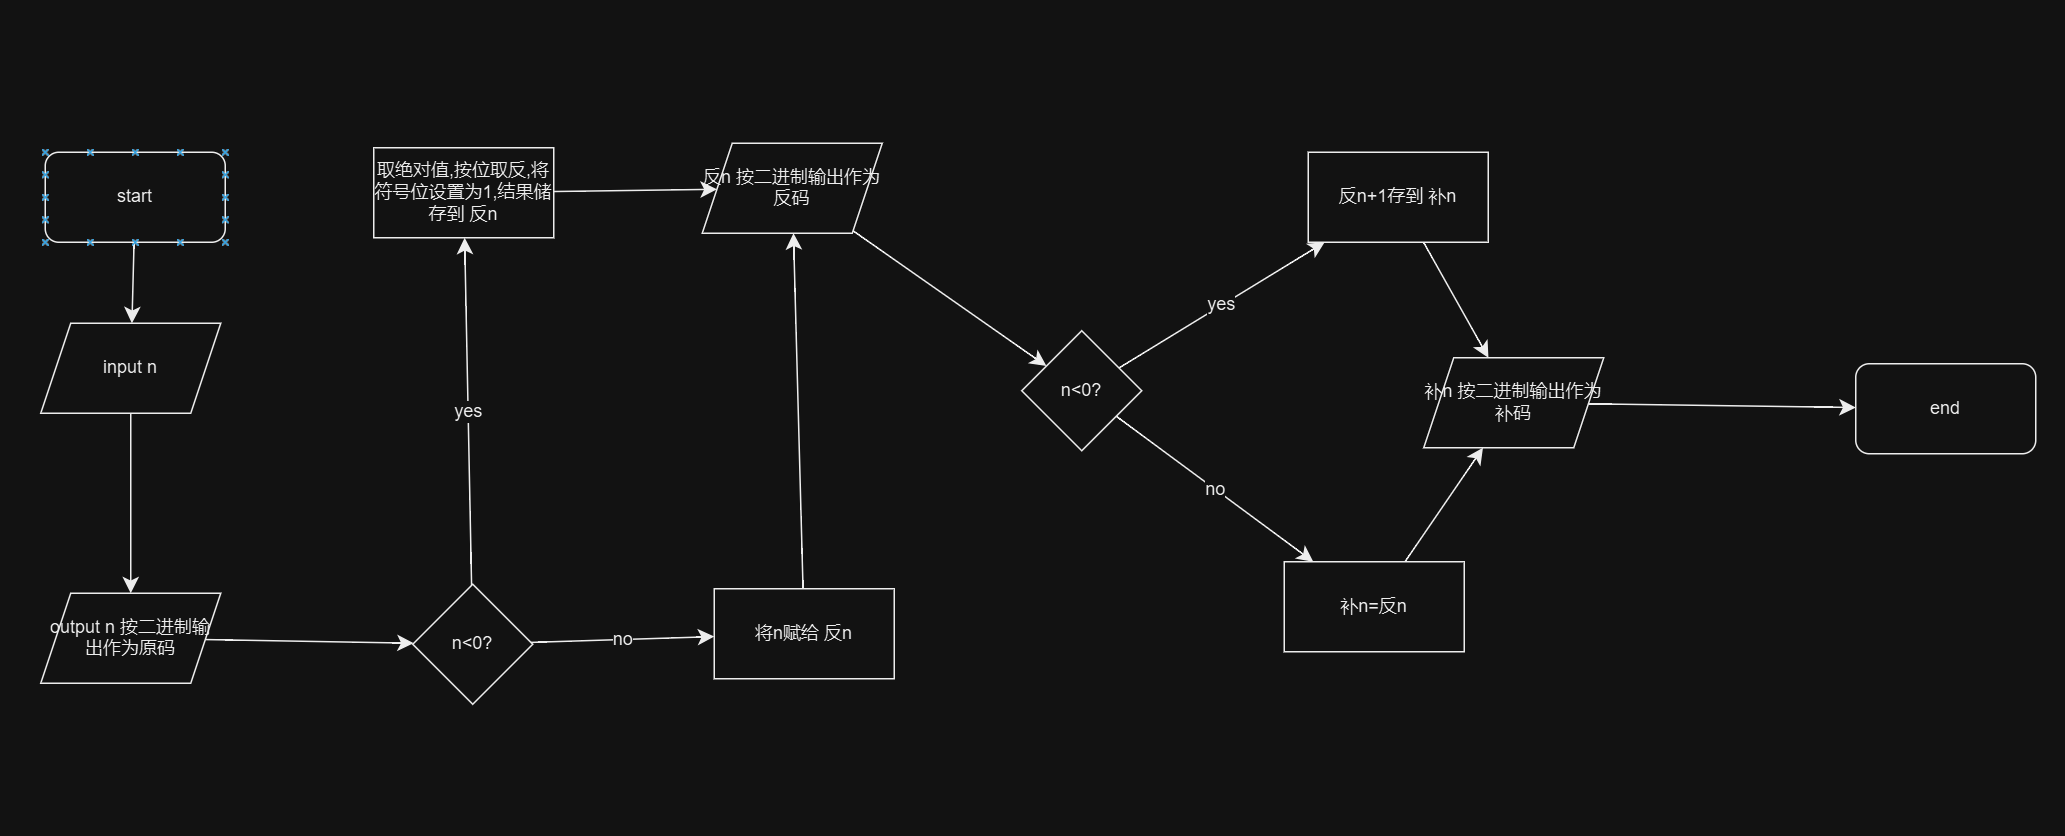 start
input n
output n 按二进制输
出作为原码
n<0?
yes
no
取绝对值,按位取反,将
符号位设置为1,结果储
存到 反n
将n赋给 反n
反n 按二进制输出作为
反码
n<0?
yes
no
反n+1存到 补n
补n=反n
补n 按二进制输出作为
补码
end